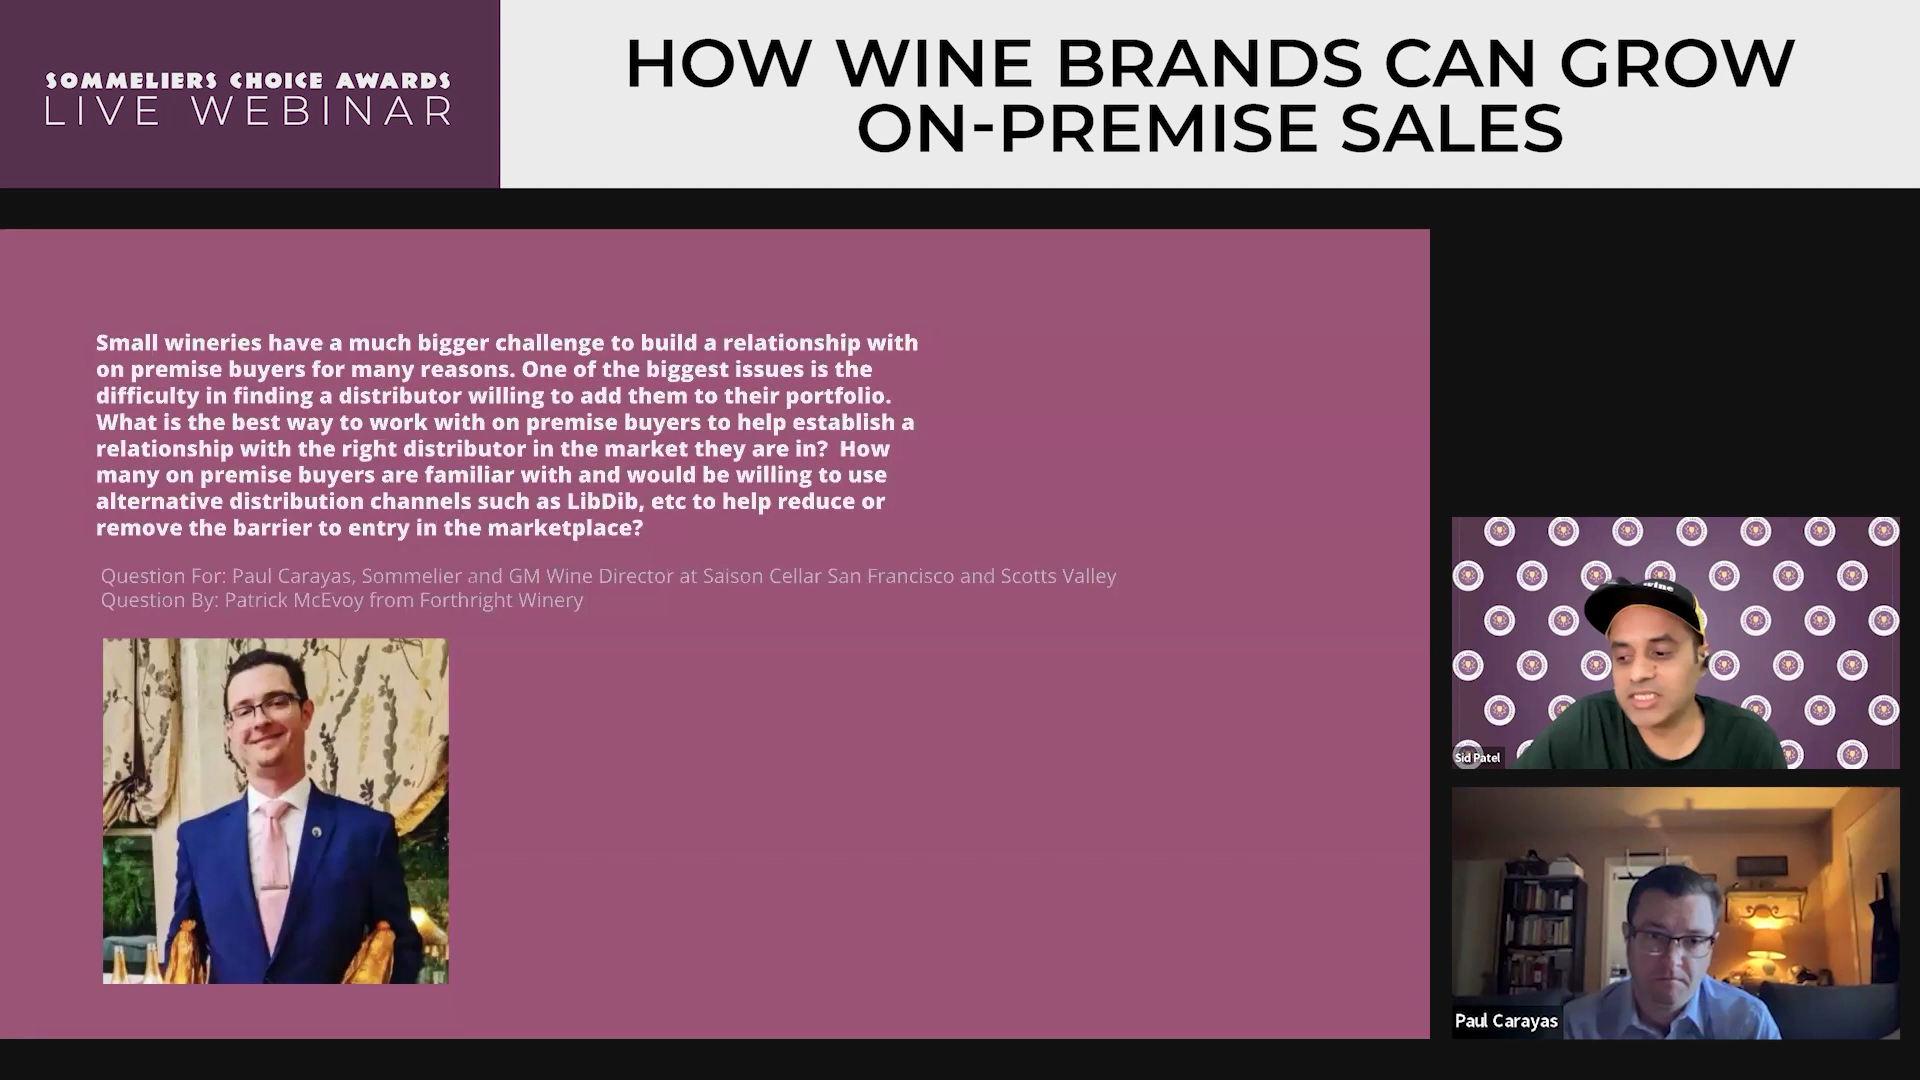 SOMMELIERS CHOICE AWARDS
LIVE WEBINAR
HOW WINE BRANDS CAN GROW
ON-PREMISE SALES
Small wineries have a much bigger challenge to build a relationship with
on premise buyers for many reasons. One of the biggest issues is the
difficulty in finding a distributor willing to add them to their portfolio.
What is the best way to work with on premise buyers to help establish a
relationship with the right distributor in the market they are in?  How
many on premise buyers are familiar with and would be willing to use
alternative distribution channels such as LibDib, etc to help reduce or
remove the barrier to entry in the marketplace?
Question For: Paul Carayas, Sommelier and GM Wine Director at Saison Cellar San Francisco and Scotts Valley
Question By: Patrick McEvoy from Forthright Winery
wine
Sid Patel
Paul Carayas